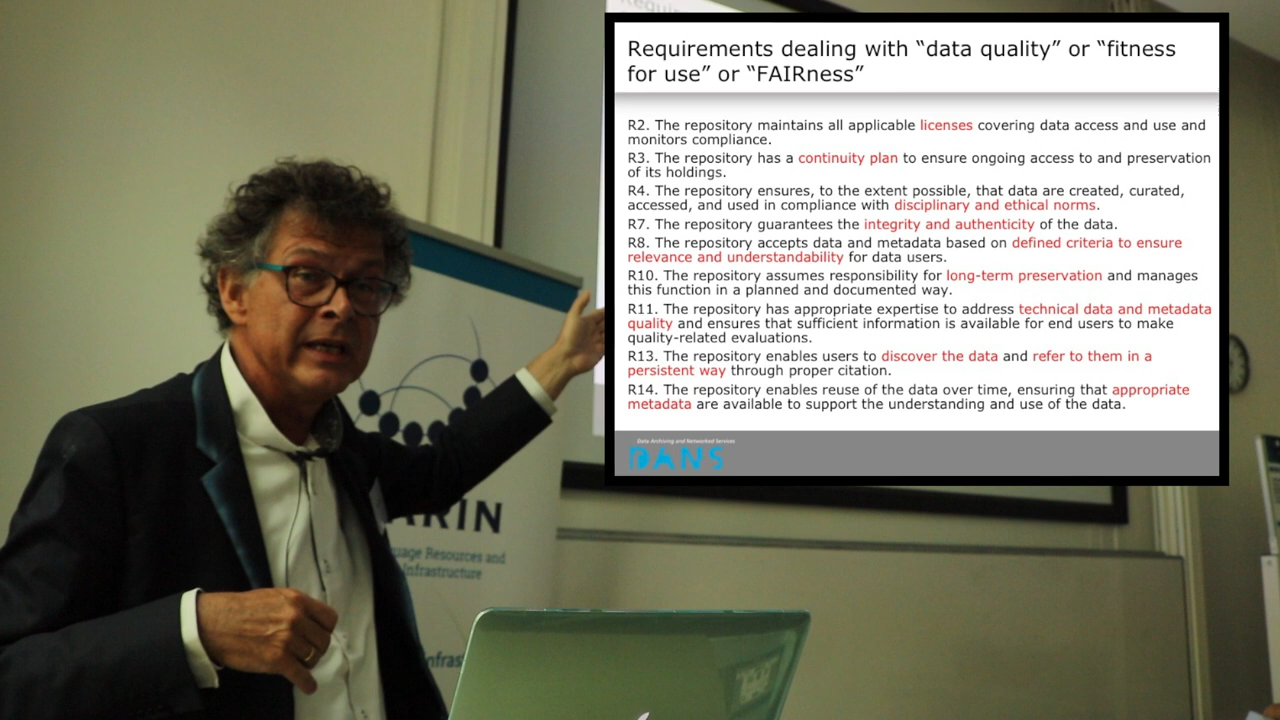 Requirements dealing with “data quality” or “fitness
for use” or “FAIRness”
R2. The repository maintains all applicable licenses covering data access and use and
monitors compliance.
R3. The repository has a continuity plan to ensure ongoing access to and preservation
of its holdings.
R4. The repository ensures, to the extent possible, that data are created, curated,
accessed, and used in compliance with disciplinary and ethical norms.
R7. The repository guarantees the integrity and authenticity of the data.
R8. The repository accepts data and metadata based on defined criteria to ensure
relevance and understandability for data users.
R10. The repository assumes responsibility for long-term preservation and manages
this function in a planned and documented way.
R11. The repository has appropriate expertise to address technical data and metadata
quality and ensures that sufficient information is available for end users to make
quality-related evaluations.
R13. The repository enables users to discover the data and refer to them in a
persistent way through proper citation.
R14. The repository enables reuse of the data over time, ensuring that appropriate
metadata are available to support the understanding and use of the data.
Data Archiving and Networked Services
DANS
ARIN
uage Resources and
Infrastructure
nfras